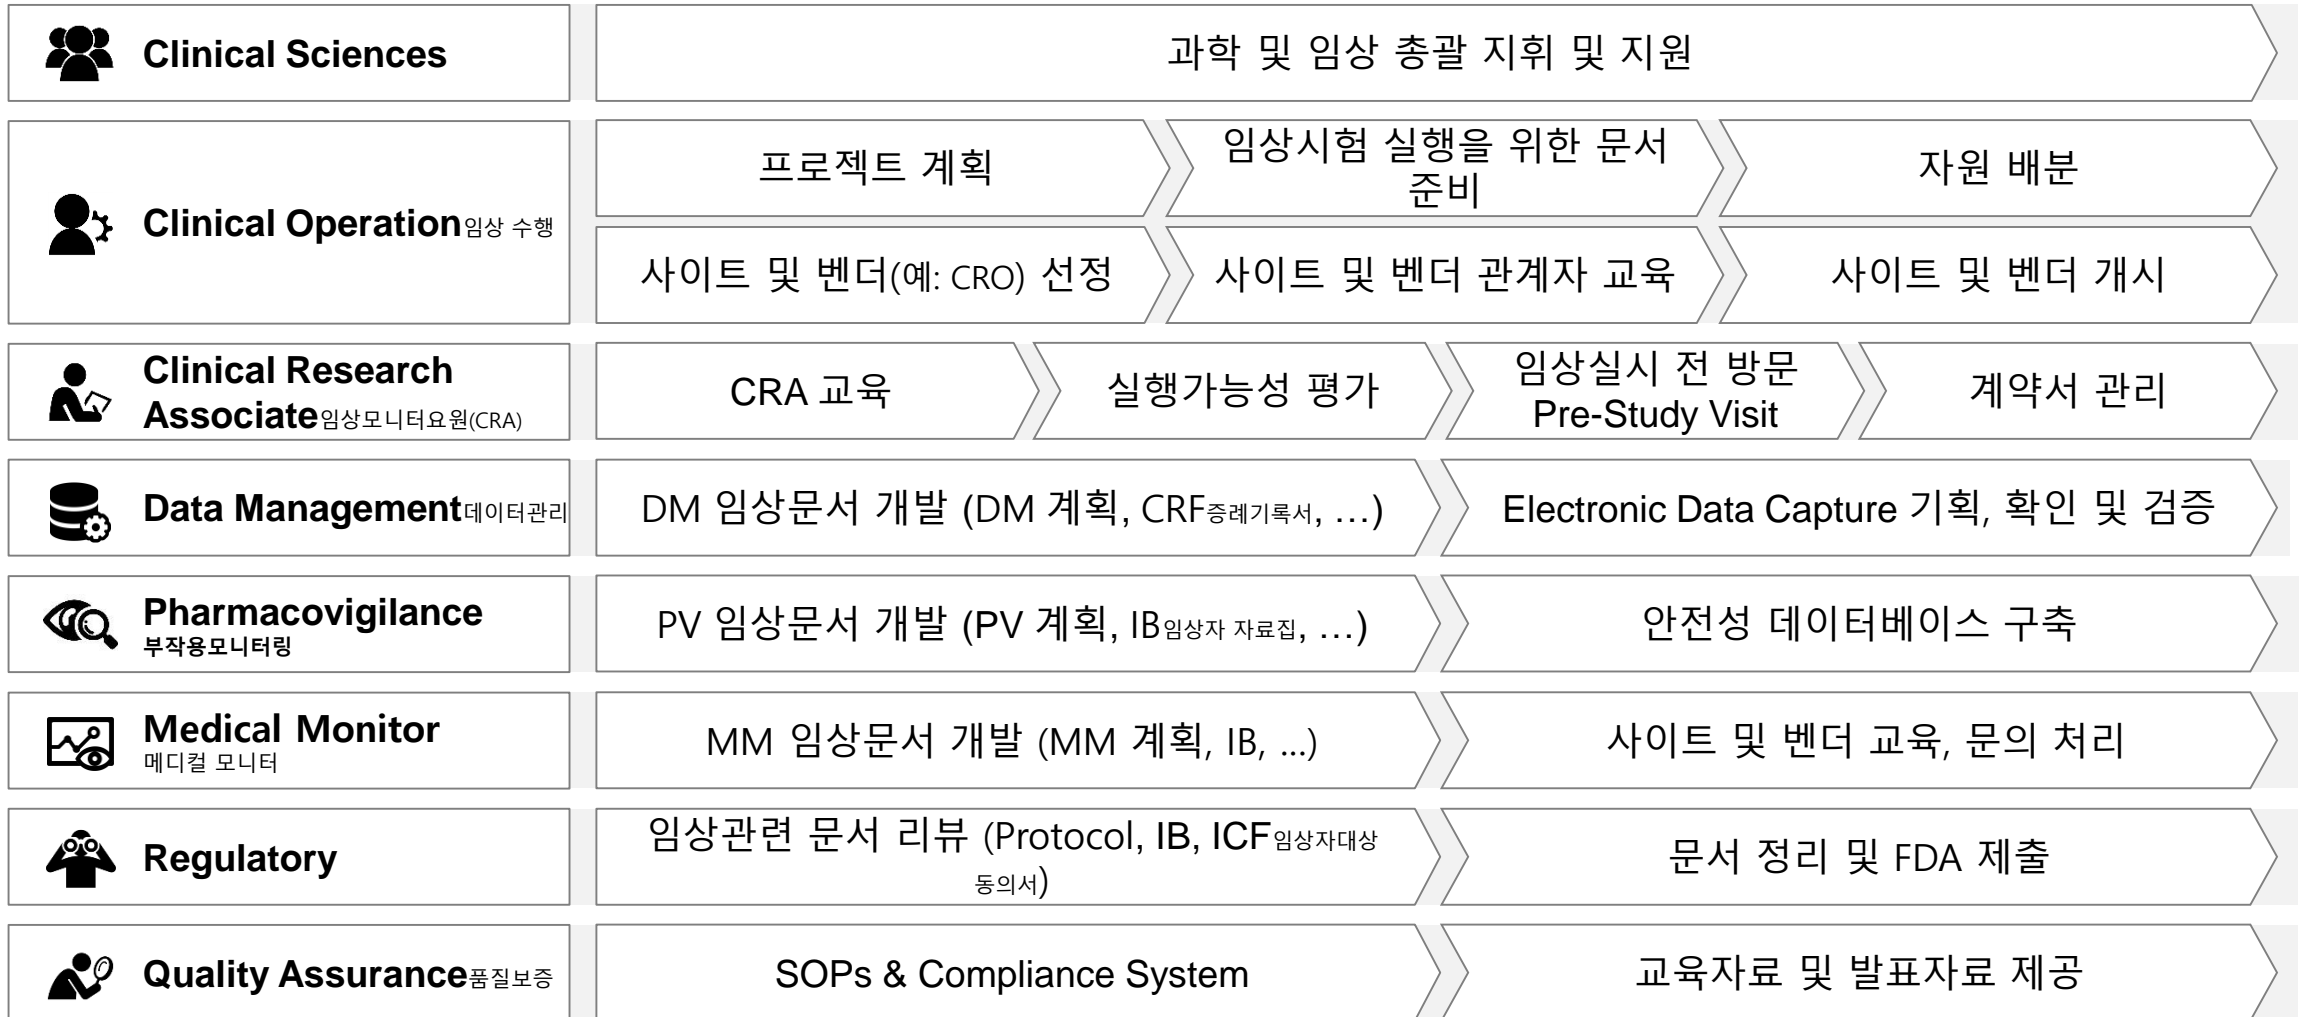 Clinical Sciences
과학 및 임상 총괄 지휘 및 지원
Clinical Operation임상 수행
프로젝트 계획
임상시험 실행을 위한 문서
준비
자원 배분
사이트 및 벤더(예: CRO) 선정
사이트 및 벤더 관계자 교육
사이트 및 벤더 개시
Clinical Research
Associate임상모니터요원(CRA)
CRA 교육
실행가능성 평가
임상실시 전 방문
Pre-Study Visit
계약서 관리
Data Management데이터관리
DM 임상문서 개발 (DM 계획, CRF증례기록서, …)
Electronic Data Capture 기획, 확인 및 검증
Pharmacovigilance
부작용모니터링
PV 임상문서 개발 (PV 계획, IB임상자 자료집, …)
안전성 데이터베이스 구축
Medical Monitor
메디컬 모니터
MM 임상문서 개발 (MM 계획, IB, ...)
사이트 및 벤더 교육, 문의 처리
Regulatory
임상관련 문서 리뷰 (Protocol, IB, ICF임상자대상
동의서)
문서 정리 및 FDA 제출
Quality Assurance품질보증
SOPs & Compliance System
교육자료 및 발표자료 제공